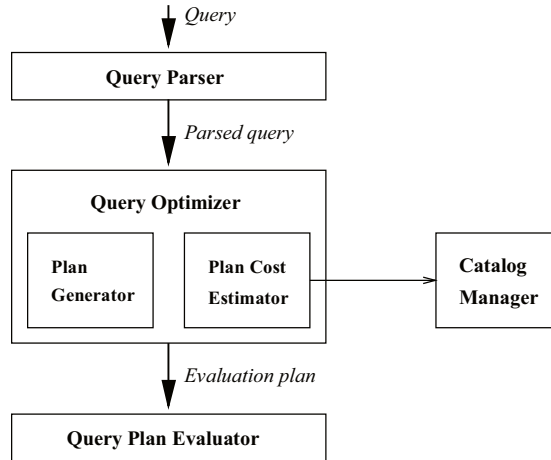 Query
Query Parser
Parsed query
Query Optimizer
Plan
Generator
Plan Cost
Estimator
Catalog
Manager
Evaluation plan
Query Plan Evaluator